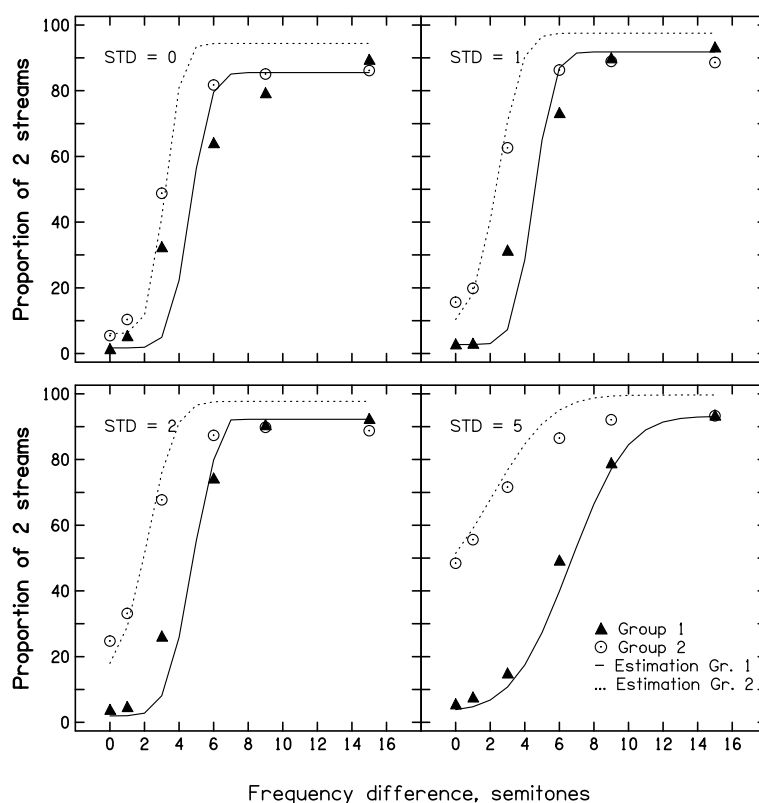 STD = 0
STD = 1
100
80
60
40
20
0
Proportion of 2 streams
STD = 2
STD = 5
100
80
60
40
20
0
Proportion of 2 streams
Group 1
Group 2
– Estimation Gr. 1
... Estimation Gr. 2
0 2 4 6 8 10 12 14 16
0 2 4 6 8 10 12 14 16
Frequency difference, semitones